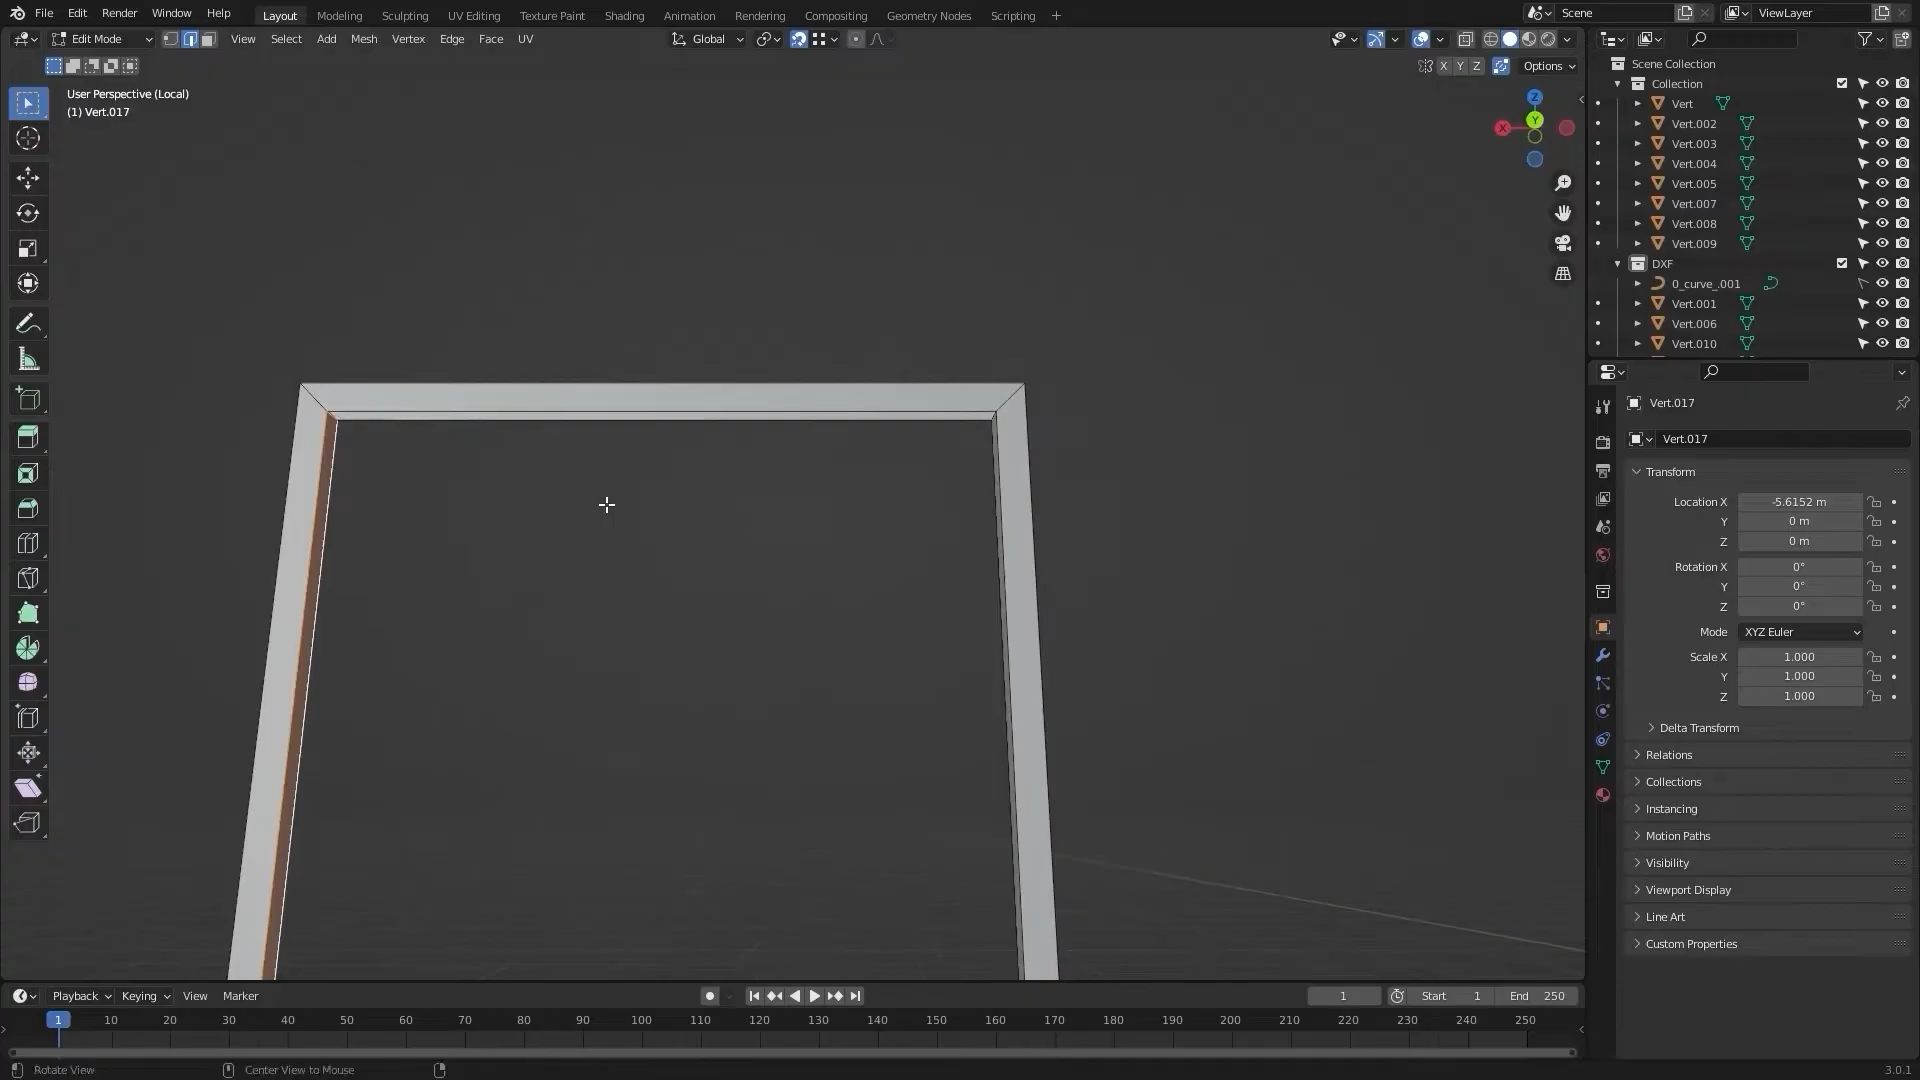 File Edit Render Window Help Layout Modeling Sculpting UV Editing Texture Paint Shading Animation Rendering Compositing Geometry Nodes Scripting + Scene ViewLayer
Edit Mode View Select Add Mesh Vertex Edge Face UV Global
X Y Z Options
User Perspective (Local)
(1) Vert.017
Z
Y
X
Scene Collection
Collection
Vert
Vert.002
Vert.003
Vert.004
Vert.005
Vert.007
Vert.008
Vert.009
DXF
0_curve_.001
Vert.001
Vert.006
Vert.010
Vert.017
Vert.017
Transform
Location X -5.6152 m
Y 0 m
Z 0 m
Rotation X 0°
Y 0°
Z 0°
Mode XYZ Euler
Scale X 1.000
Y 1.000
Z 1.000
Delta Transform
Relations
Collections
Instancing
Motion Paths
Visibility
Viewport Display
Line Art
Custom Properties
Playback Keying View Marker 1 Start 1 End 250
1 10 20 30 40 50 60 70 80 90 100 110 120 130 140 150 160 170 180 190 200 210 220 230 240 250
Rotate View Center View to Mouse 3.0.1